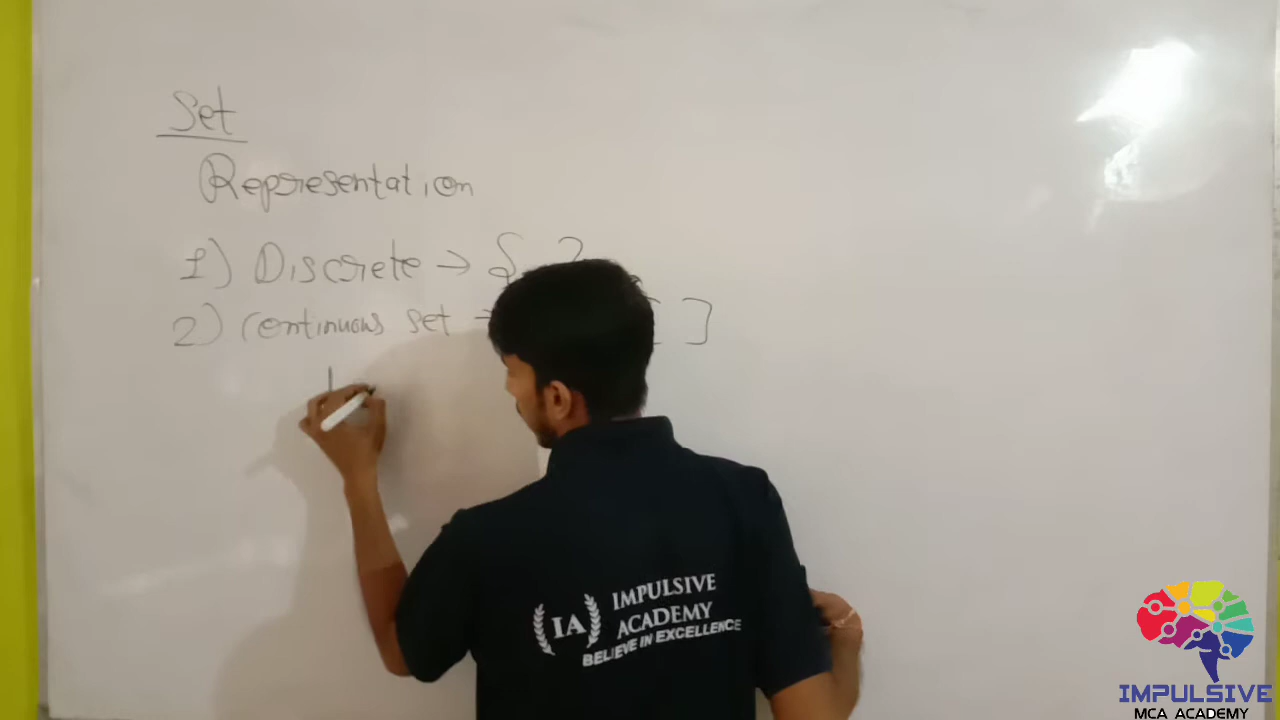 Set
Representation
1) Discrete → { }
2) Continuous set → [ ]
IA
IMPULSIVE
ACADEMY
BELIEVE IN EXCELLENCE
IMPULSIVE
MCA ACADEMY